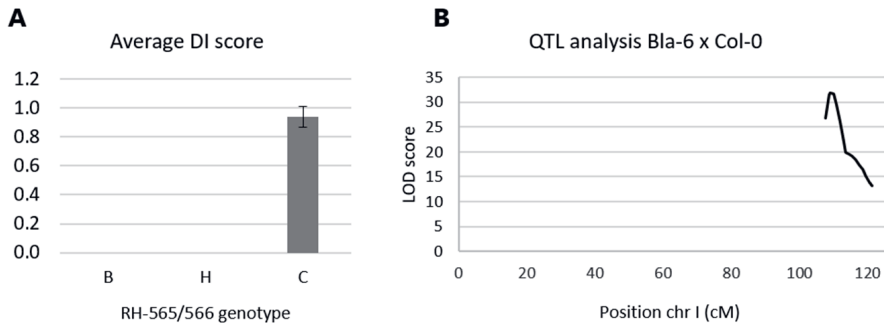 A
Average DI score
1.2
1.0
0.8
0.6
0.4
0.2
0.0
B H C
RH-565/566 genotype
B
QTL analysis Bla-6 x Col-0
LOD score
35
30
25
20
15
10
5
0
0 20 40 60 80 100 120
Position chr I (cM)